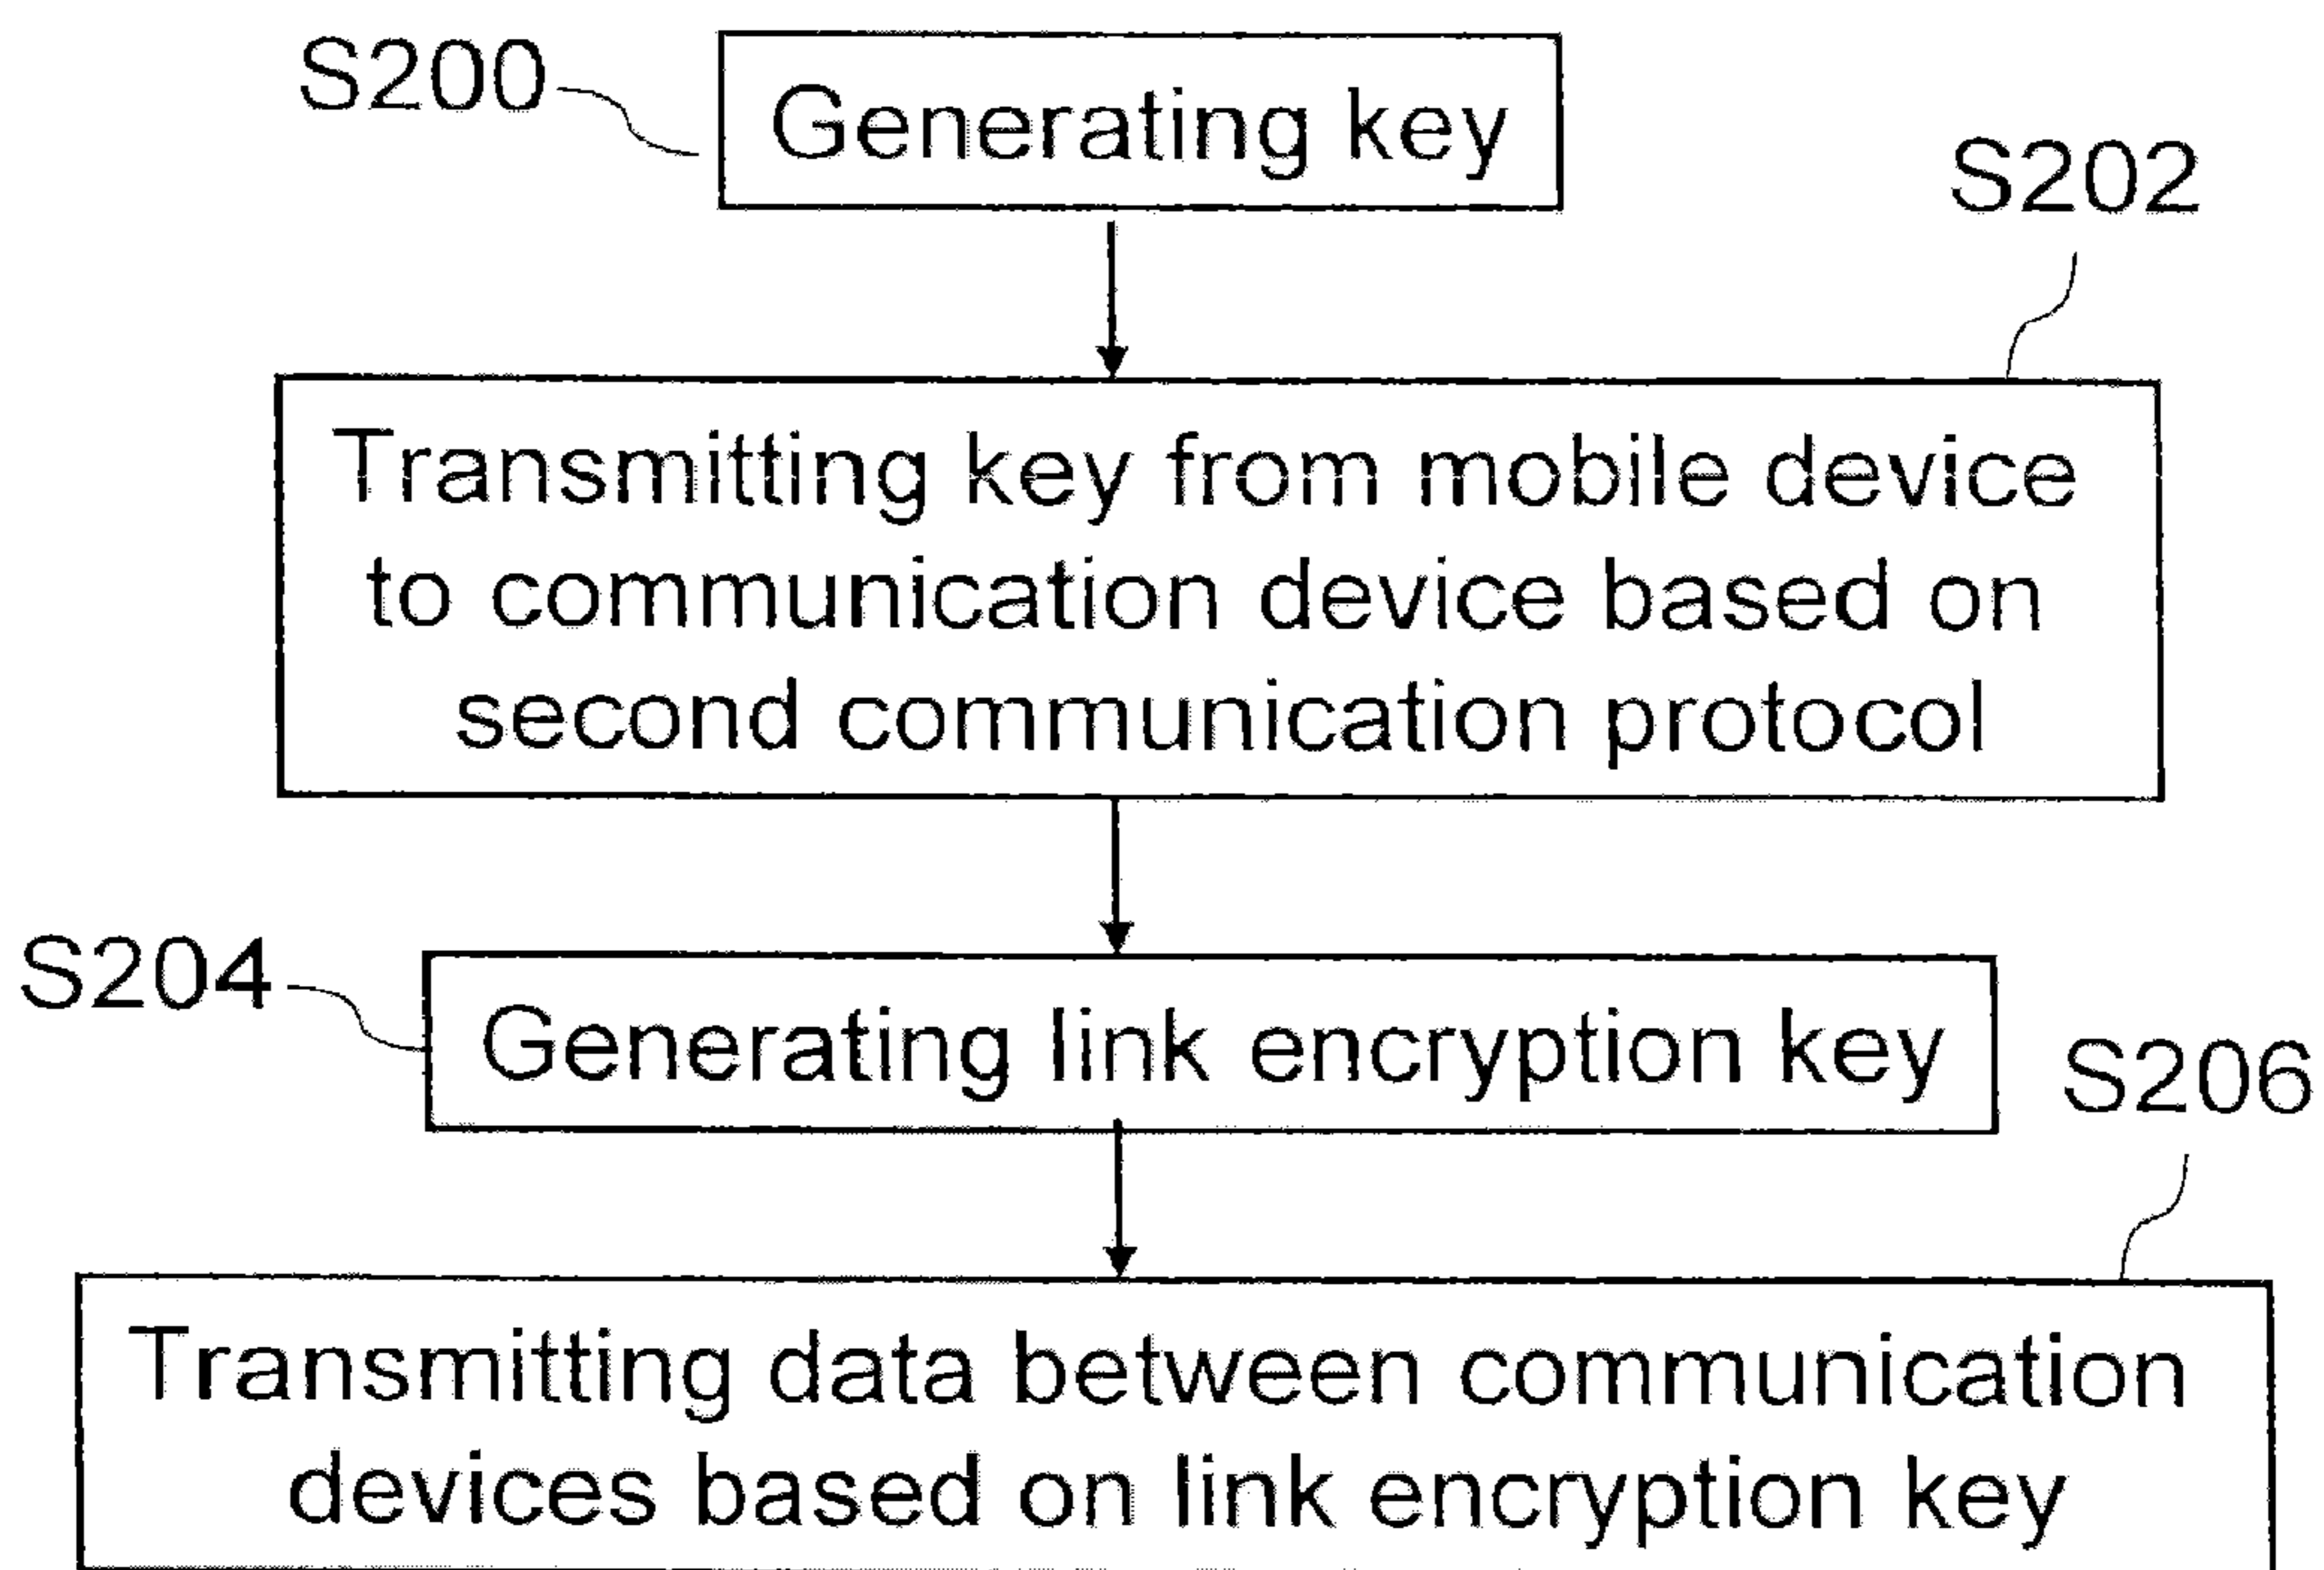 S200
Generating key
S202
Transmitting key from mobile device
to communication device based on
second communication protocol
S204
Generating link encryption key
S206
Transmitting data between communication
devices based on link encryption key